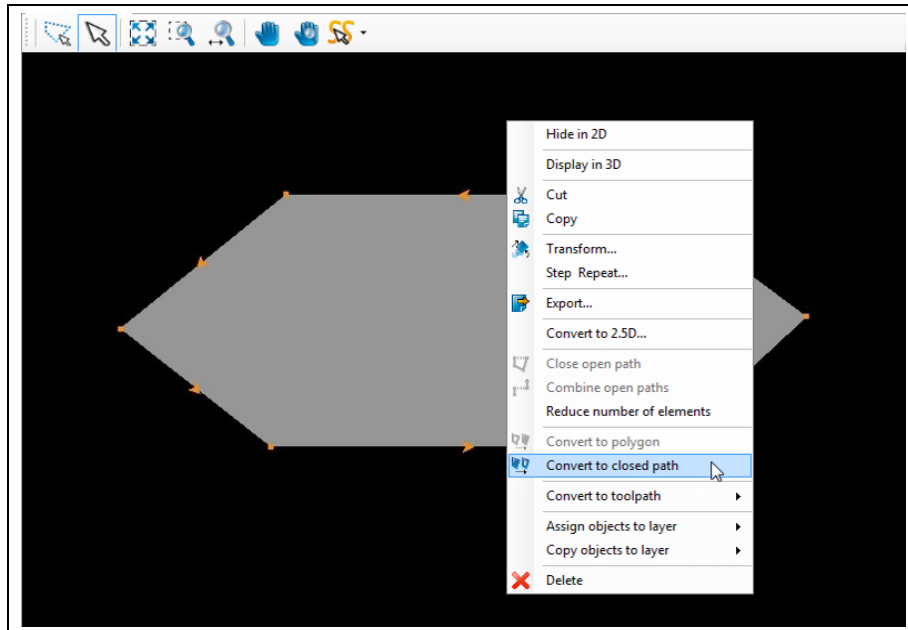 Hide in 2D
Display in 3D
Cut
Copy
Transform...
Step Repeat...
Export...
Convert to 2.5D...
Close open path
Combine open paths
Reduce number of elements
Convert to polygon
Convert to closed path
Convert to toolpath
Assign objects to layer
Copy objects to layer
Delete